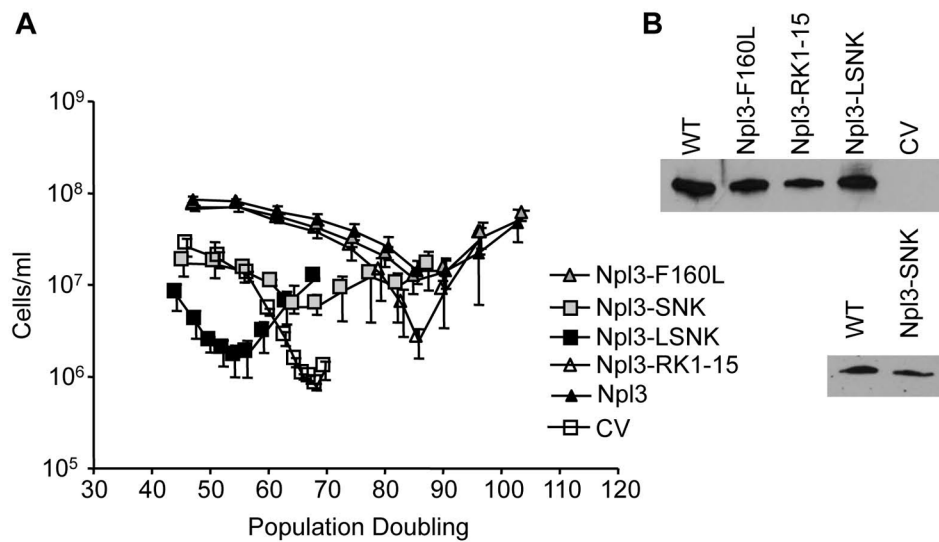 A
10⁹
10⁸
10⁷
10⁶
10⁵
Cells/ml
30 40 50 60 70 80 90 100 110 120
Population Doubling
Npl3-F160L
Npl3-SNK
Npl3-LSNK
Npl3-RK1-15
Npl3
CV
B
WT
Npl3-F160L
Npl3-RK1-15
Npl3-LSNK
CV
WT
Npl3-SNK